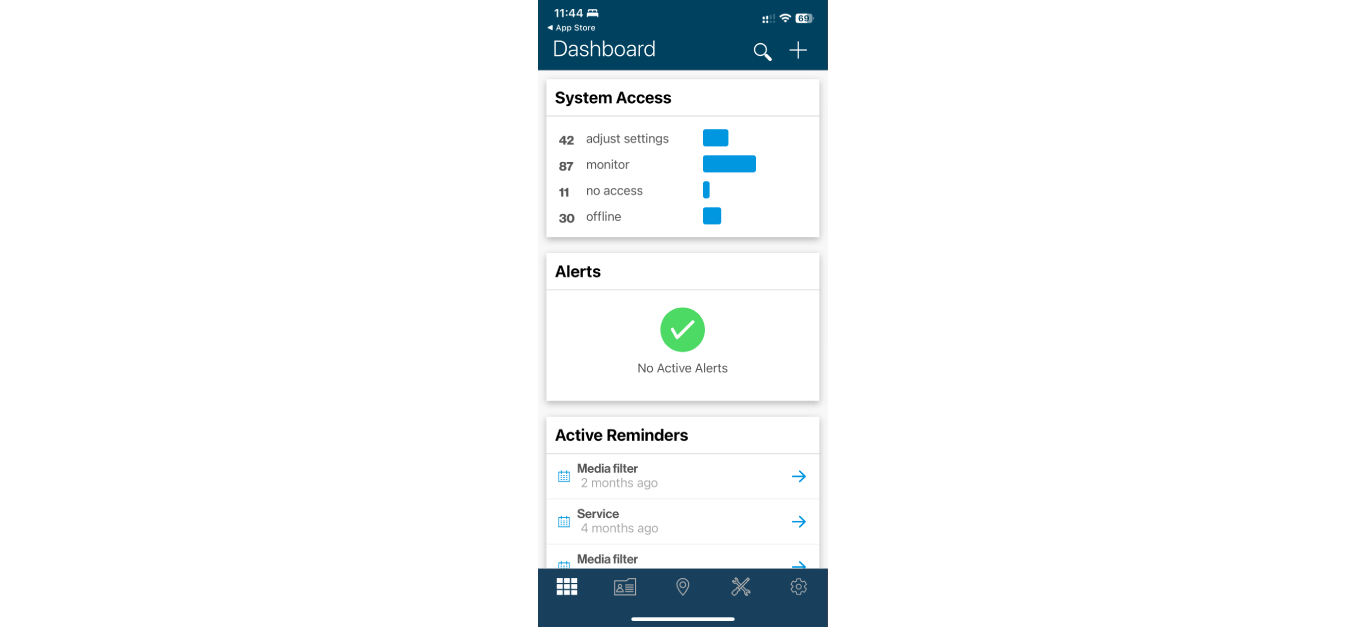 11:44
69
App Store
Dashboard
System Access
42 adjust settings
87 monitor
11 no access
30 offline
Alerts
No Active Alerts
Active Reminders
Media filter
2 months ago
Service
4 months ago
Media filter